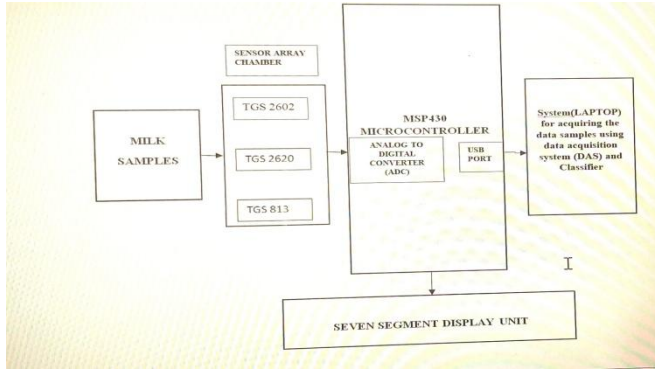 SENSOR ARRAY
CHAMBER
MILK
SAMPLES
TGS 2602
TGS 2620
TGS 813
MSP430
MICROCONTROLLER
ANALOG TO
DIGITAL
CONVERTER
(ADC)
USB
PORT
System(LAPTOP)
for acquiring the
data samples using
data acquisition
system (DAS) and
Classifier
SEVEN SEGMENT DISPLAY UNIT